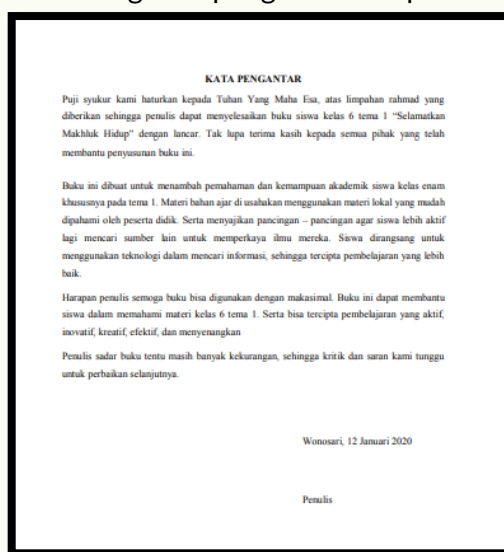 KATA PENGANTAR
Puji syukur kami haturkan kepada Tuhan Yang Maha Esa, atas limpahan rahmad yang
diberikan sehingga penulis dapat menyelesaikan buku siswa kelas 6 tema 1 “Selamatkan
Makhluk Hidup” dengan lancar. Tak lupa terima kasih kepada semua pihak yang telah
membantu penyusunan buku ini.
Buku ini dibuat untuk menambah pemahaman dan kemampuan akademik siswa kelas enam
khususnya pada tema 1. Materi bahan ajar di usahakan menggunakan materi lokal yang mudah
dipahami oleh peserta didik. Serta menyajikan pancingan – pancingan agar siswa lebih aktif
lagi mencari sumber lain untuk memperkaya ilmu mereka. Siswa dirangsang untuk
menggunakan teknologi dalam mencari informasi, sehingga tercipta pembelajaran yang lebih
baik.
Harapan penulis semoga buku bisa digunakan dengan makasimal. Buku ini dapat membantu
siswa dalam memahami materi kelas 6 tema 1. Serta bisa tercipta pembelajaran yang aktif,
inovatif, kreatif, efektif, dan menyenangkan
Penulis sadar buku tentu masih banyak kekurangan, sehingga kritik dan saran kami tunggu
untuk perbaikan selanjutnya.
Wonosari, 12 Januari 2020
Penulis